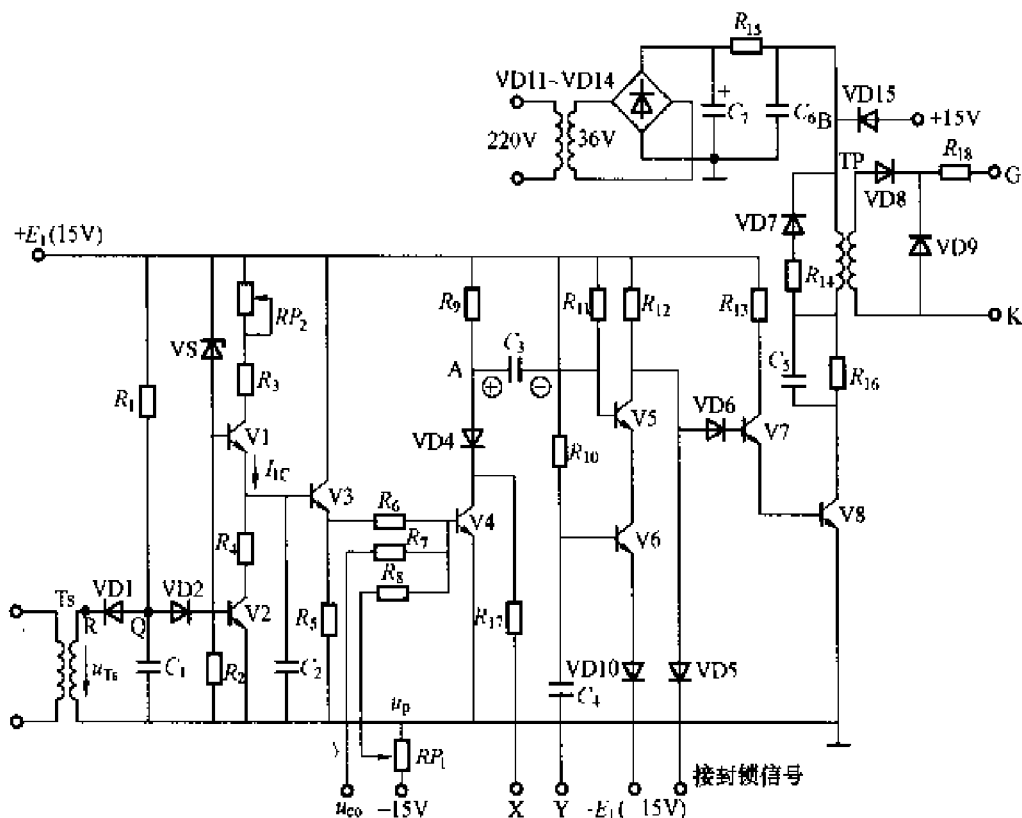 R15
VD11~VD14
+
C7
C6
B
VD15
+15V
220V
36V
TP
R18
G
VD8
VD7
VD9
R14
K
+E1(15V)
RP2
R9
R11
R12
R13
VS
C3
A
C5
R16
R3
R1
V1
VD4
V5
VD6
V7
R10
I1C
V3
R6
V4
V8
R4
R7
V6
R8
Ts
VD1
VD2
R
Q
V2
R5
R17
uTs
C1
R2
C2
VD10
VD5
C4
up
RP1
接封锁信号
uco
-15V
X
Y
-E1(15V)